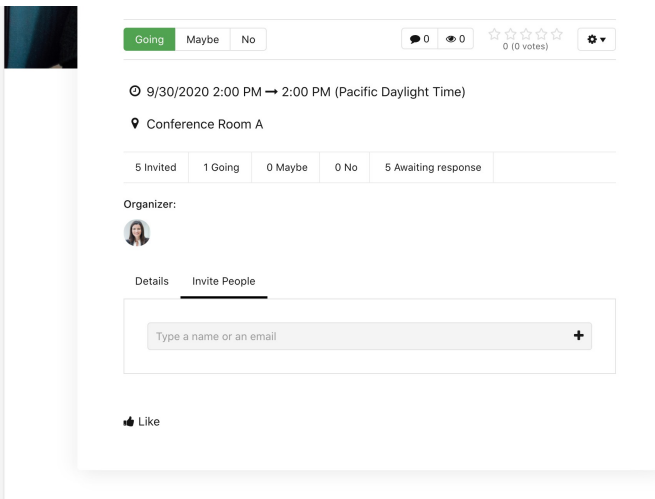 Going Maybe No 0 0
0 (0 votes)
9/30/2020 2:00 PM → 2:00 PM (Pacific Daylight Time)
Conference Room A
5 Invited 1 Going 0 Maybe 0 No 5 Awaiting response
Organizer:
Details Invite People
Type a name or an email
Like